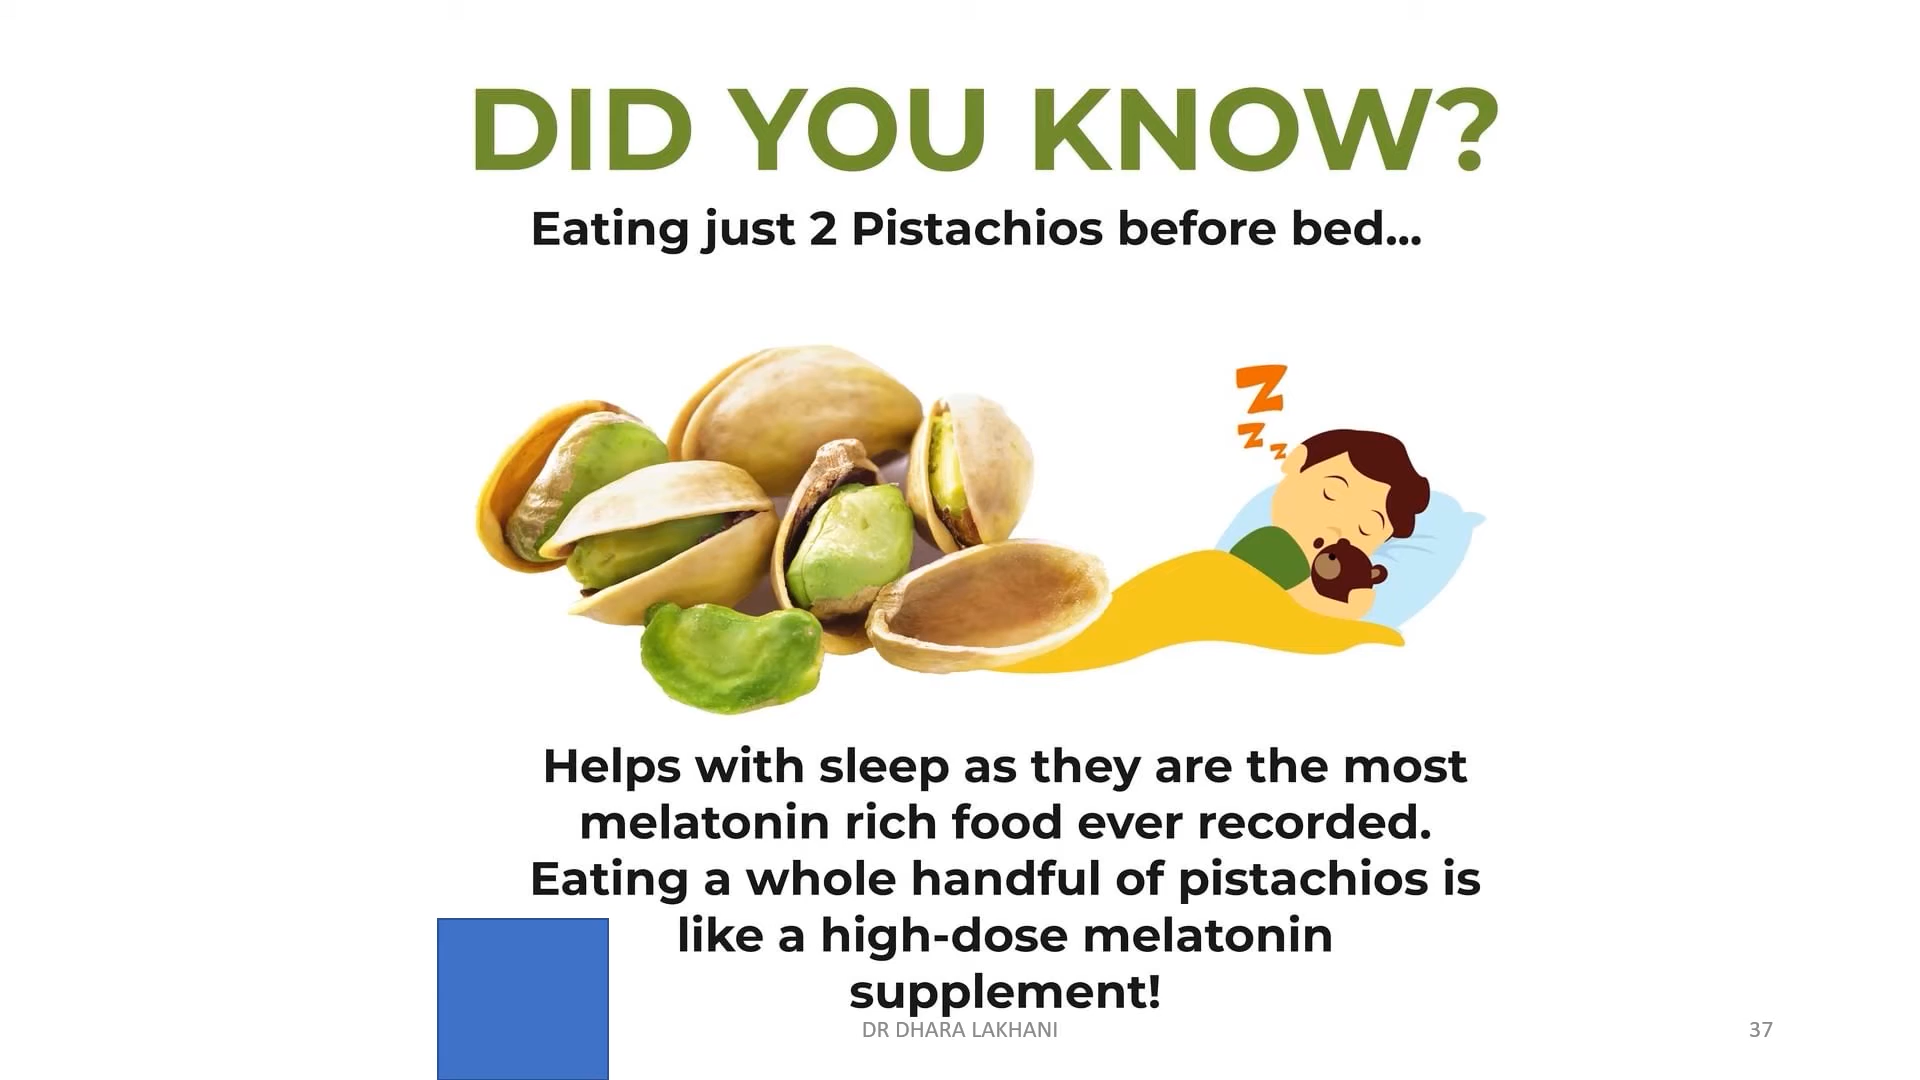 DID YOU KNOW?
Eating just 2 Pistachios before bed...
Z
Z
Z
Helps with sleep as they are the most
melatonin rich food ever recorded.
Eating a whole handful of pistachios is
like a high-dose melatonin
supplement!
DR DHARA LAKHANI
37